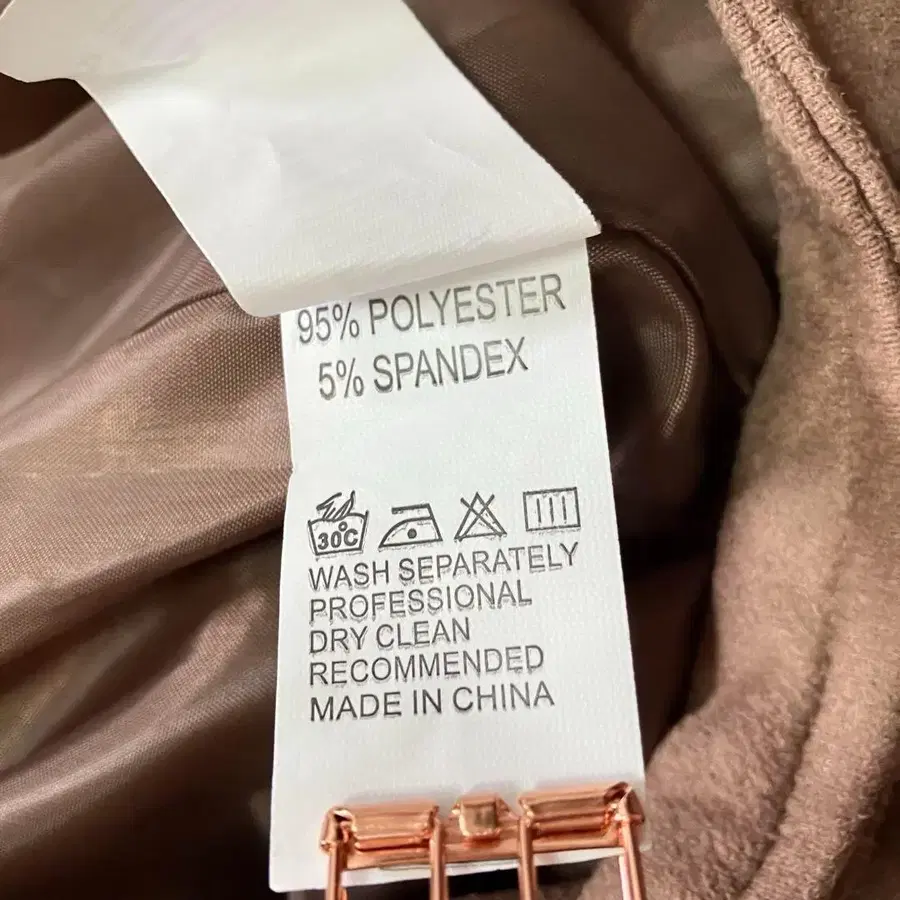 95% POLYESTER
5% SPANDEX
30°C
WASH SEPARATELY
PROFESSIONAL
DRY CLEAN
RECOMMENDED
MADE IN CHINA